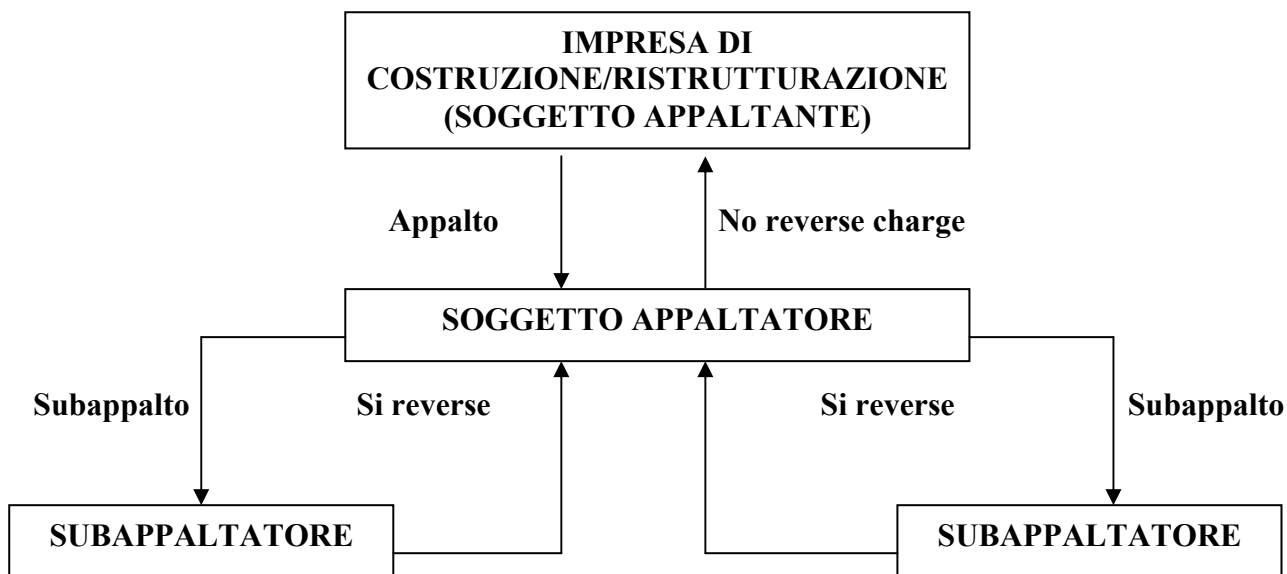 IMPRESA DI
COSTRUZIONE/RISTRUTTURAZIONE
(SOGGETTO APPALTANTE)
Appalto
No reverse charge
SOGGETTO APPALTATORE
Subappalto
Si reverse
Si reverse
Subappalto
SUBAPPALTATORE
SUBAPPALTATORE